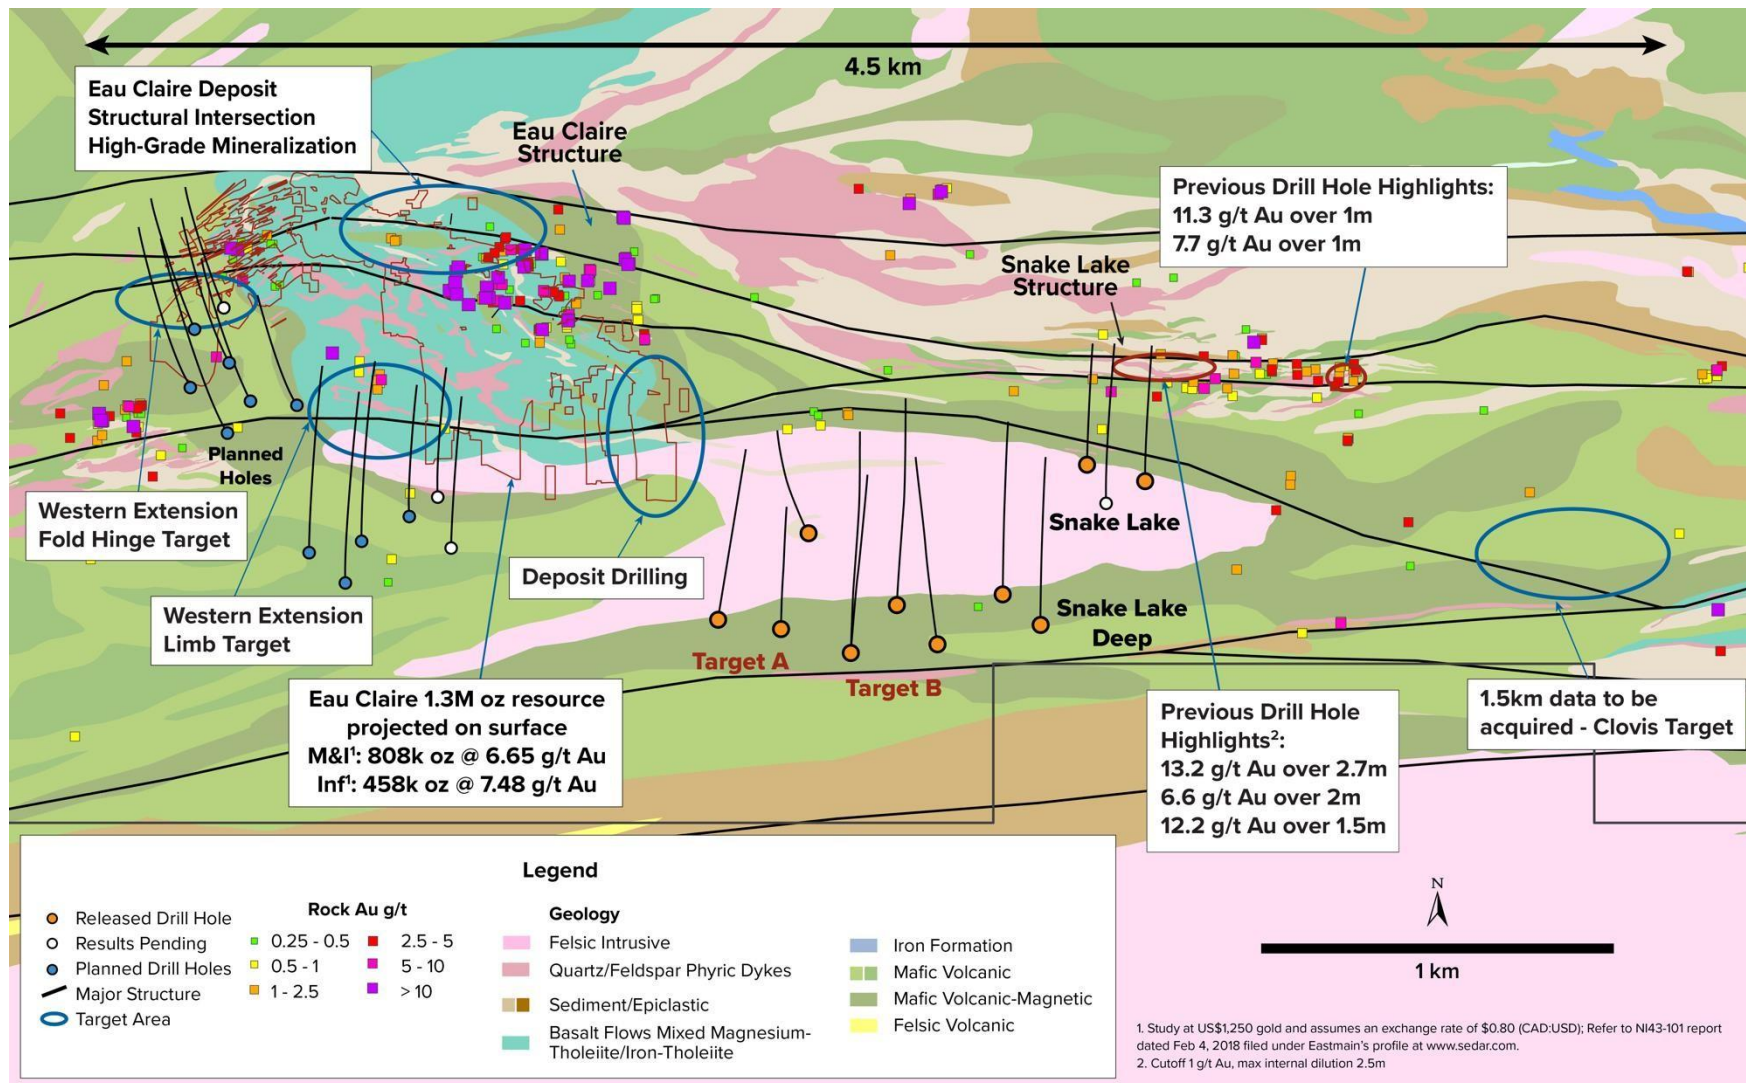 4.5 km
Eau Claire Deposit
Structural Intersection
High-Grade Mineralization
Eau Claire
Structure
Previous Drill Hole Highlights:
11.3 g/t Au over 1m
7.7 g/t Au over 1m
Snake Lake
Structure
Planned
Holes
Western Extension
Fold Hinge Target
Snake Lake
Deposit Drilling
Western Extension
Limb Target
Snake Lake
Deep
Target A
Target B
Eau Claire 1.3M oz resource
projected on surface
M&I¹: 808k oz @ 6.65 g/t Au
Inf¹: 458k oz @ 7.48 g/t Au
Previous Drill Hole
Highlights²:
13.2 g/t Au over 2.7m
6.6 g/t Au over 2m
12.2 g/t Au over 1.5m
1.5km data to be
acquired - Clovis Target
Legend
Released Drill Hole
Results Pending
Planned Drill Holes
Major Structure
Target Area
Rock Au g/t
0.25 - 0.5
0.5 - 1
1 - 2.5
2.5 - 5
5 - 10
> 10
Geology
Felsic Intrusive
Quartz/Feldspar Phyric Dykes
Sediment/Epiclastic
Basalt Flows Mixed Magnesium-
Tholeiite/Iron-Tholeiite
Iron Formation
Mafic Volcanic
Mafic Volcanic-Magnetic
Felsic Volcanic
N
1 km
1. Study at US$1,250 gold and assumes an exchange rate of $0.80 (CAD:USD); Refer to NI43-101 report
dated Feb 4, 2018 filed under Eastmain's profile at www.sedar.com.
2. Cutoff 1 g/t Au, max internal dilution 2.5m